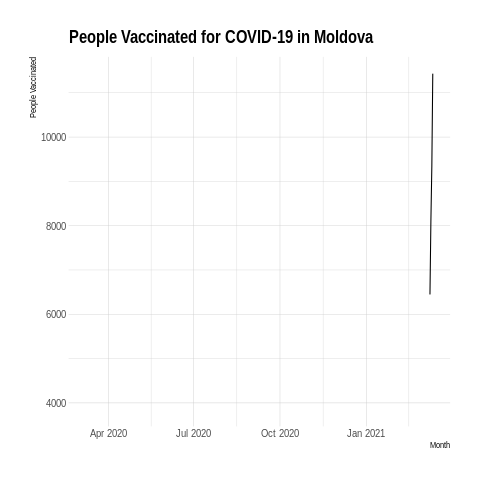 People Vaccinated for COVID-19 in Moldova
People Vaccinated
10000
8000
6000
4000
Apr 2020 Jul 2020 Oct 2020 Jan 2021
Month